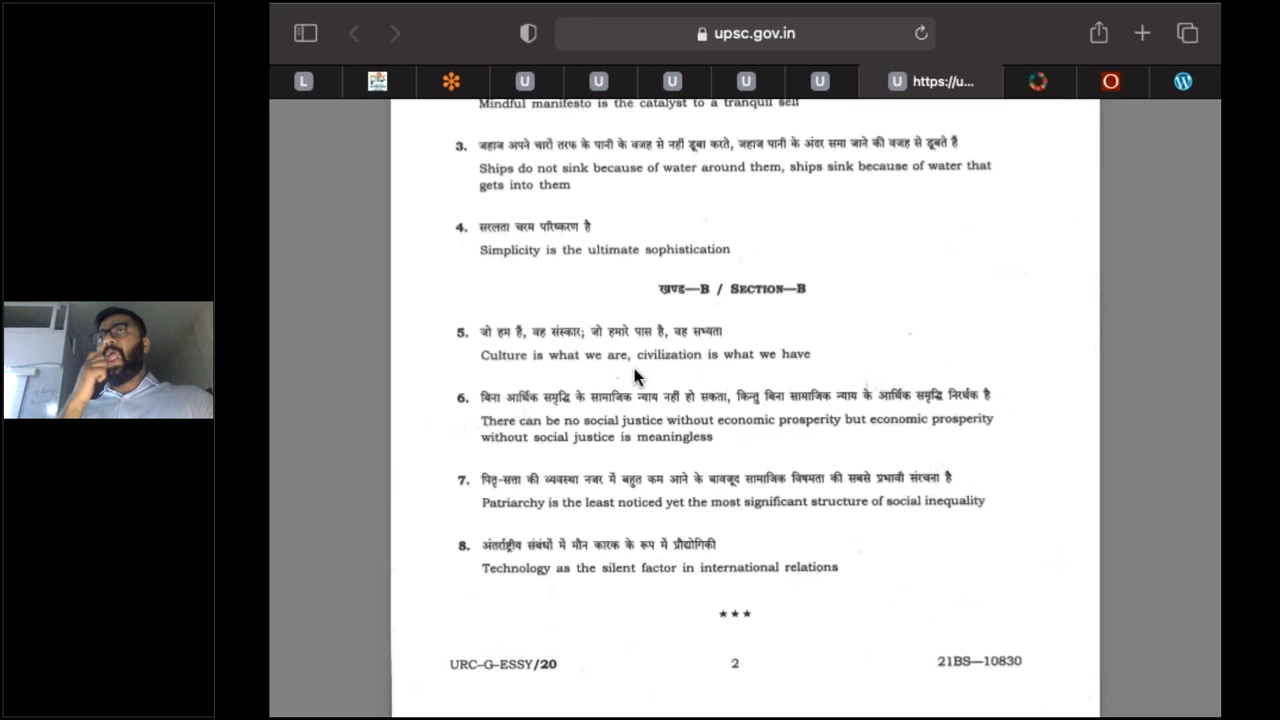 upsc.gov.in
L U U U U U U https://u...
Mindful manifesto is the catalyst to a tranquil self
3. जहाज अपने चारों तरफ के पानी के वजह से नहीं डूबा करते, जहाज पानी के अंदर समा जाने की वजह से डूबते हैं
Ships do not sink because of water around them, ships sink because of water that
gets into them
4. सरलता चरम परिष्करण है
Simplicity is the ultimate sophistication
खण्ड—B / SECTION—B
5. जो हम हैं, वह संस्कार; जो हमारे पास है, वह सभ्यता
Culture is what we are, civilization is what we have
6. बिना आर्थिक समृद्धि के सामाजिक न्याय नहीं हो सकता, किन्तु बिना सामाजिक न्याय के आर्थिक समृद्धि निरर्थक है
There can be no social justice without economic prosperity but economic prosperity
without social justice is meaningless
7. पितृ-सत्ता की व्यवस्था नजर में बहुत कम आने के बावजूद सामाजिक विषमता की सबसे प्रभावी संरचना है
Patriarchy is the least noticed yet the most significant structure of social inequality
8. अंतर्राष्ट्रीय संबंधों में मौन कारक के रूप में प्रौद्योगिकी
Technology as the silent factor in international relations
★★★
URC–G–ESSY/20 2 21BS—10830